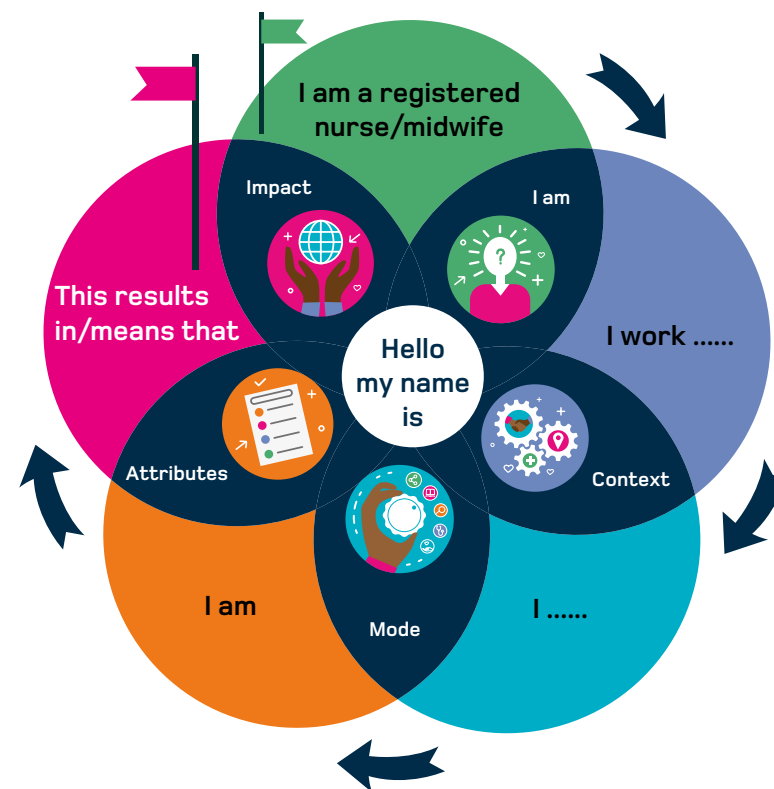 I am a registered
nurse/midwife
Impact
I am
This results
in/means that
I work ......
Hello
my name
is
?
Attributes
Context
I am
I ......
Mode